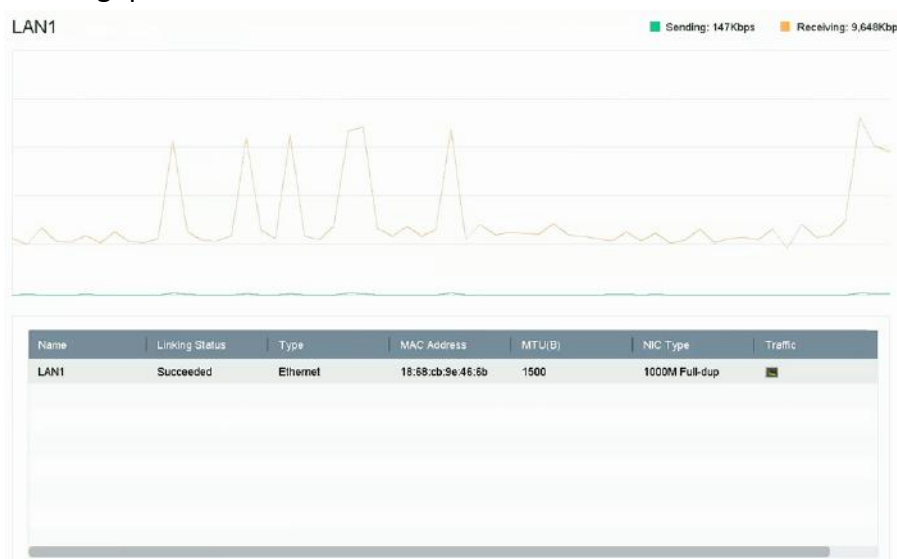 LAN1
Sending: 147Kbps Receiving: 9,648Kbp
Name Linking Status Type MAC Address MTU(B) NIC Type Traffic
LAN1 Succeeded Ethernet 18:68:cb:9e:46:6b 1500 1000M Full-dup